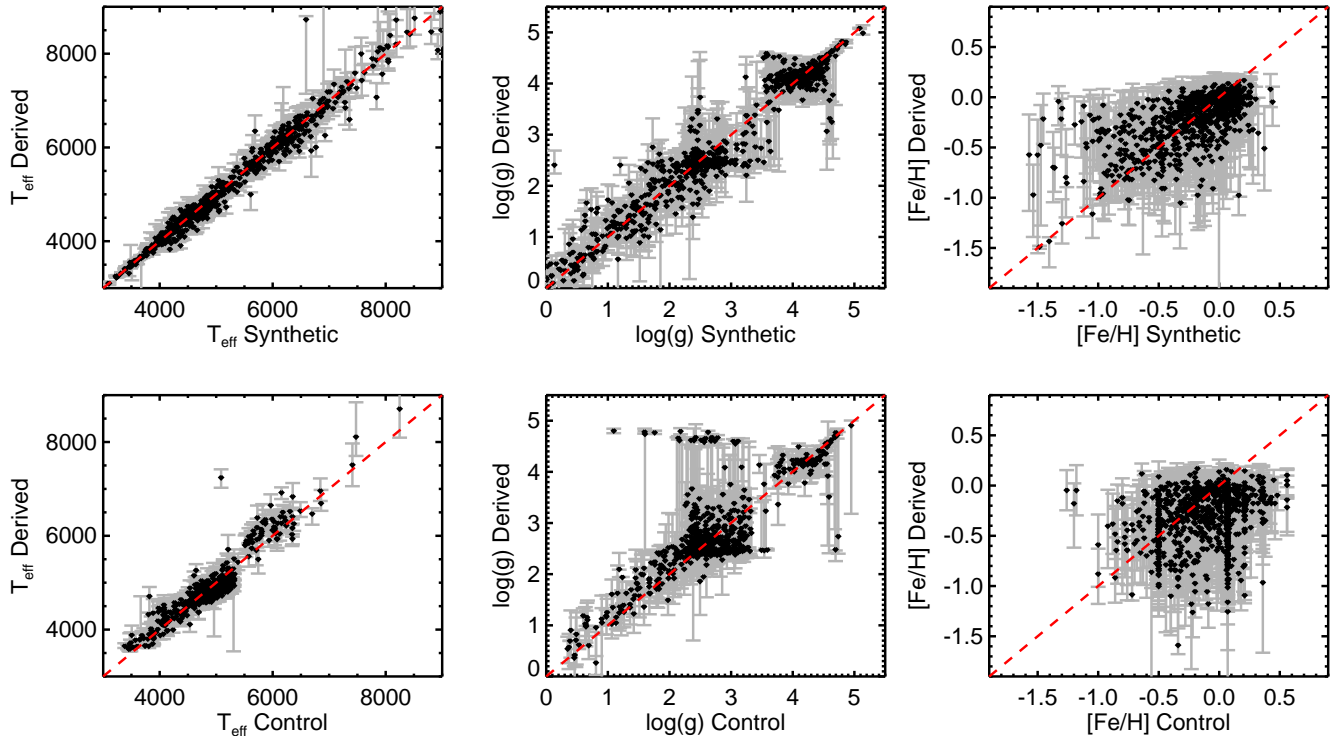 8000
6000
4000
T_eff Derived
4000 6000 8000
T_eff Synthetic
5
4
3
2
1
0
log(g) Derived
0 1 2 3 4 5
log(g) Synthetic
0.5
0.0
-0.5
-1.0
-1.5
[Fe/H] Derived
-1.5 -1.0 -0.5 0.0 0.5
[Fe/H] Synthetic
8000
6000
4000
T_eff Derived
4000 6000 8000
T_eff Control
5
4
3
2
1
0
log(g) Derived
0 1 2 3 4 5
log(g) Control
0.5
0.0
-0.5
-1.0
-1.5
[Fe/H] Derived
-1.5 -1.0 -0.5 0.0 0.5
[Fe/H] Control